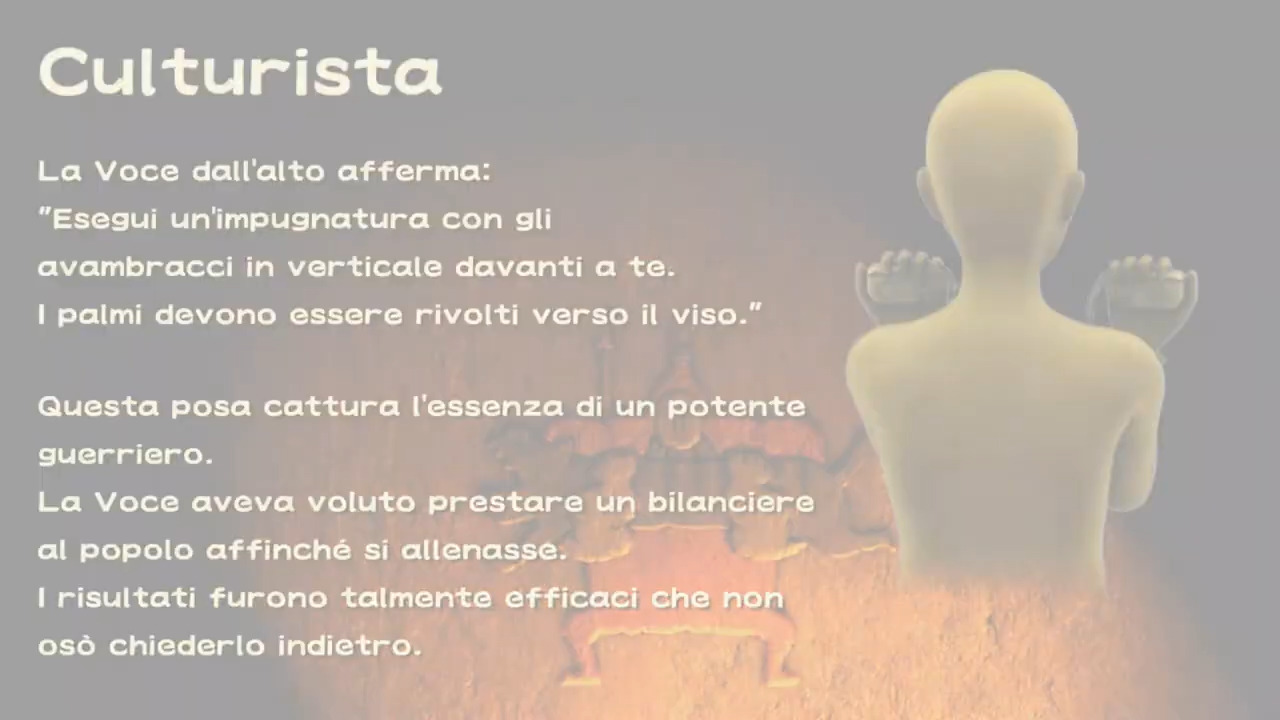 Culturista
La Voce dall'alto afferma:
"Esegui un'impugnatura con gli
avambracci in verticale davanti a te.
I palmi devono essere rivolti verso il viso."
Questa posa cattura l'essenza di un potente
guerriero.
La Voce aveva voluto prestare un bilanciere
al popolo affinché si allenasse.
I risultati furono talmente efficaci che non
osò chiederlo indietro.